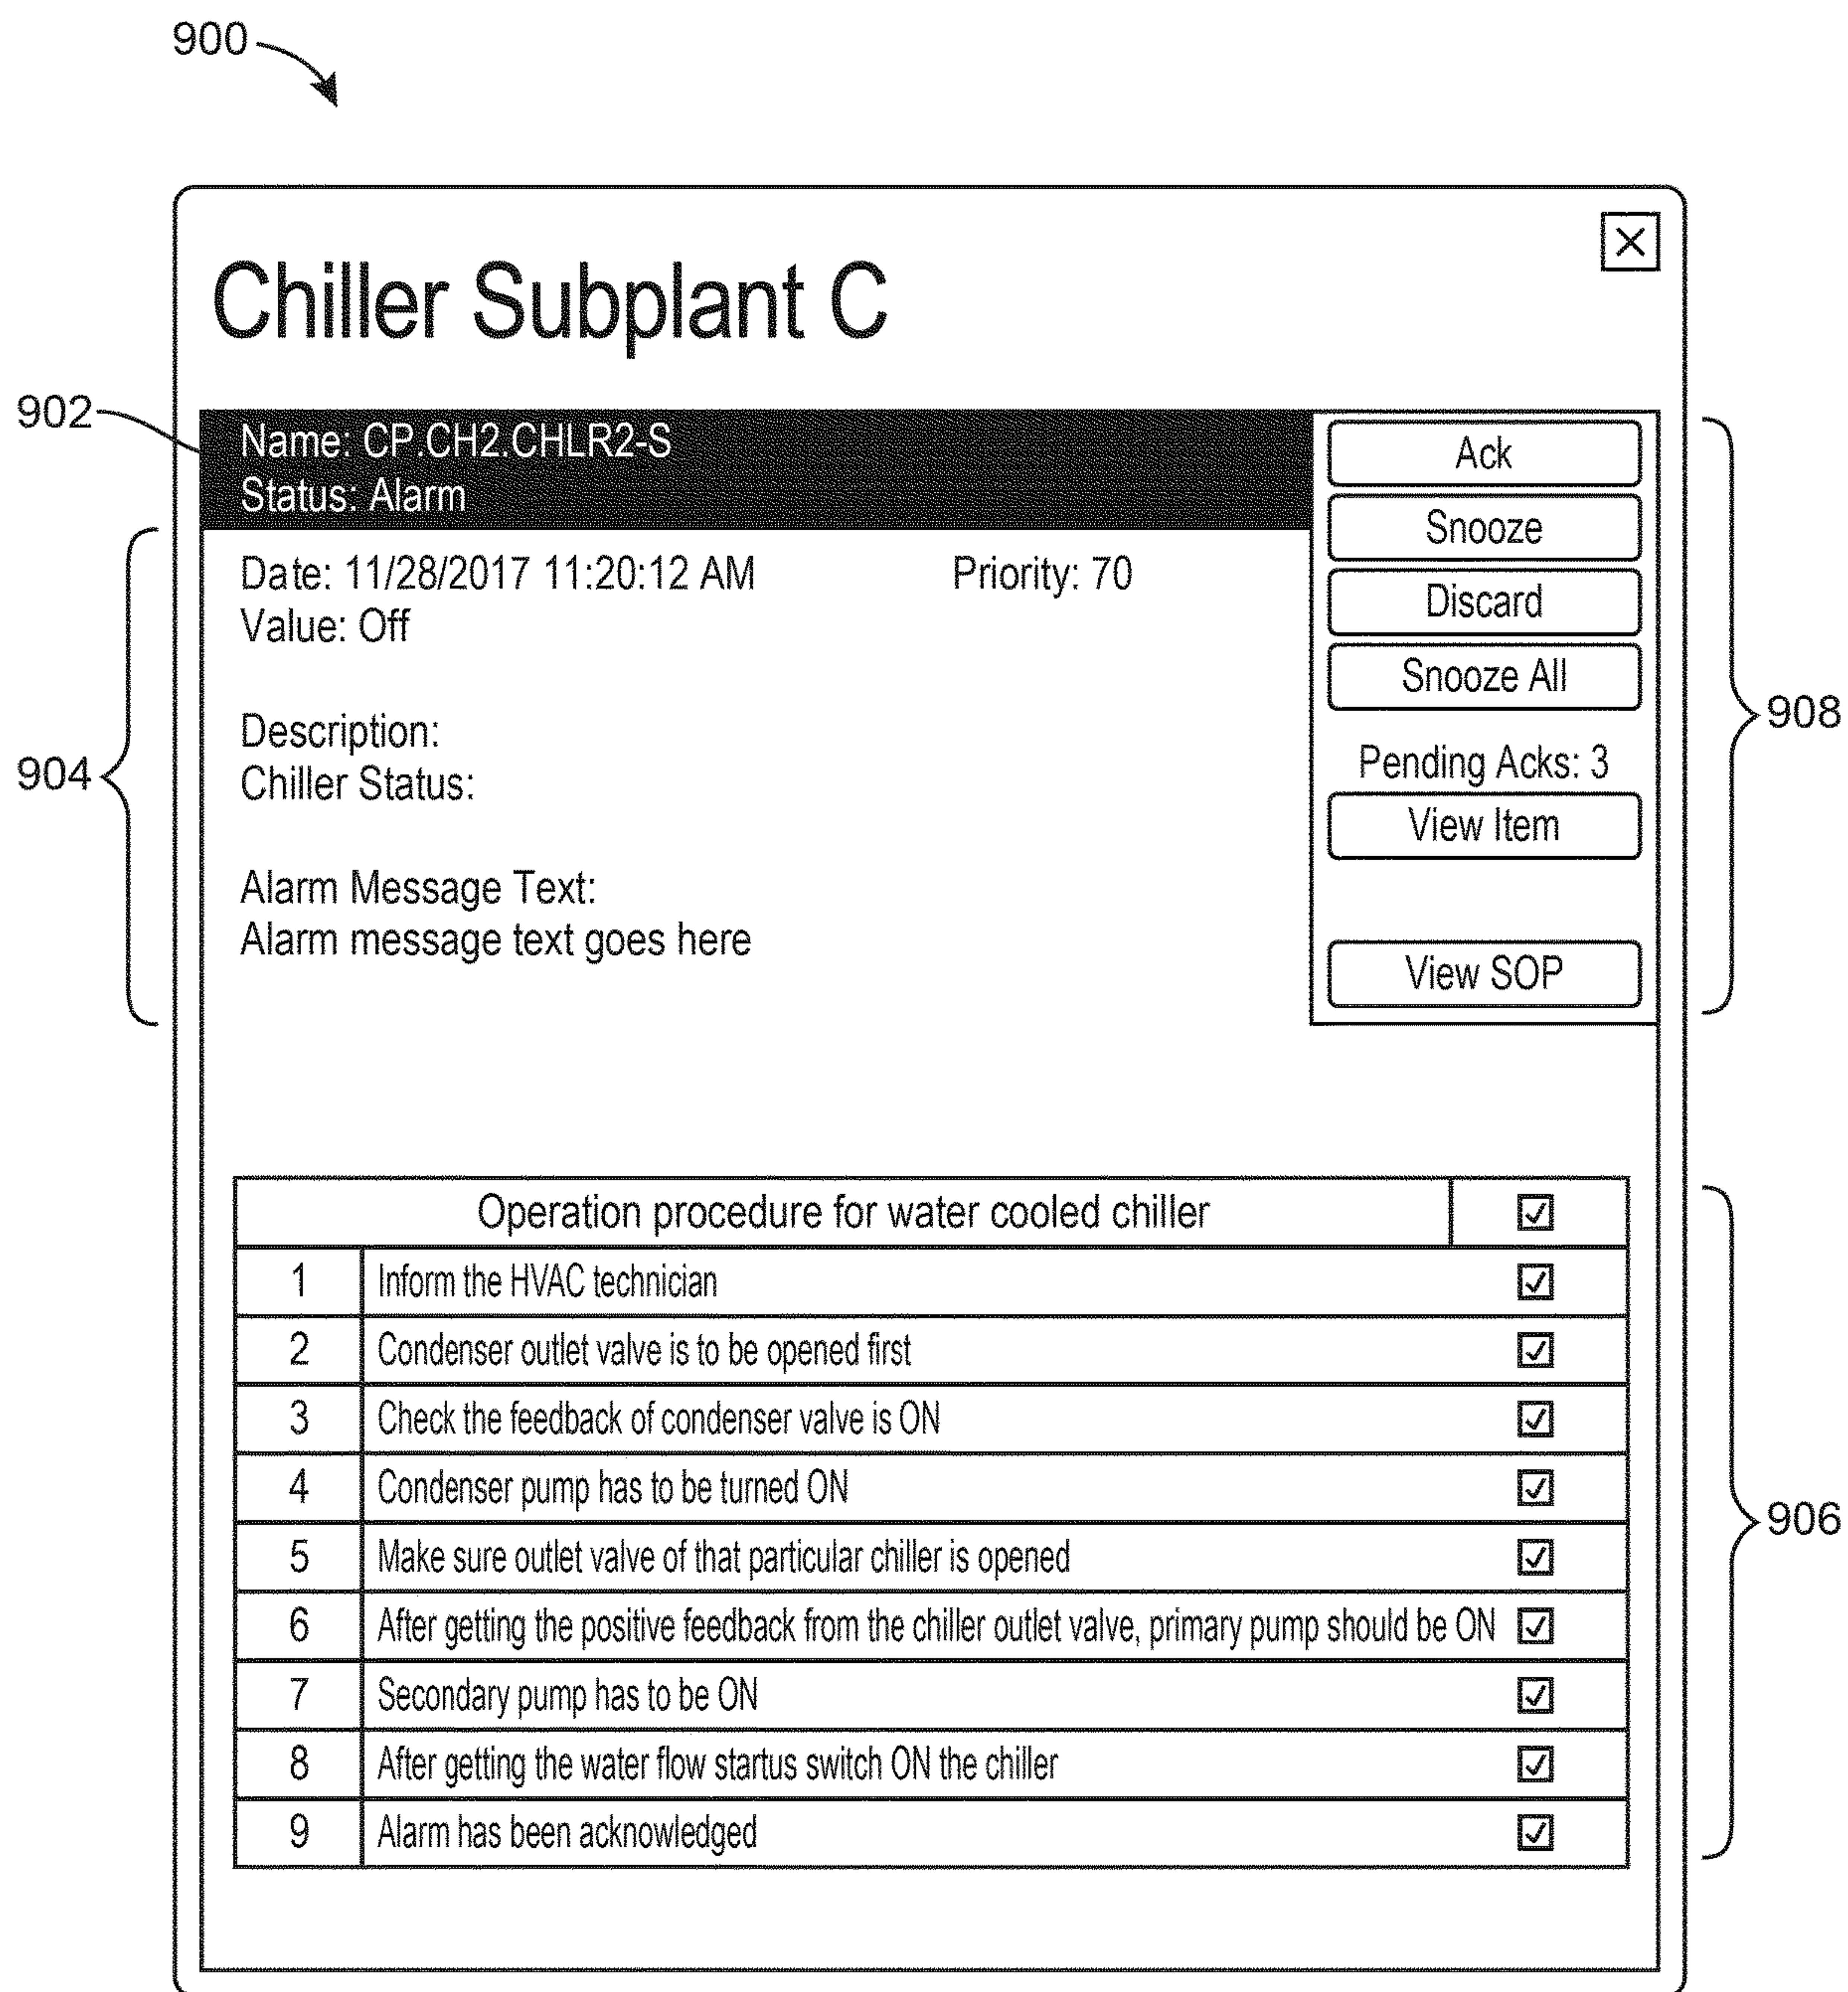 900
Chiller Subplant C
902
Name: CP.CH2.CHLR2-S
Status: Alarm
904
Date: 11/28/2017 11:20:12 AM Priority: 70
Value: Off
Description:
Chiller Status:
Alarm Message Text:
Alarm message text goes here
Ack
Snooze
Discard
Snooze All
Pending Acks: 3
View Item
View SOP
908
Operation procedure for water cooled chiller
1 Inform the HVAC technician
2 Condenser outlet valve is to be opened first
3 Check the feedback of condenser valve is ON
4 Condenser pump has to be turned ON
5 Make sure outlet valve of that particular chiller is opened
6 After getting the positive feedback from the chiller outlet valve, primary pump should be ON
7 Secondary pump has to be ON
8 After getting the water flow startus switch ON the chiller
9 Alarm has been acknowledged
906